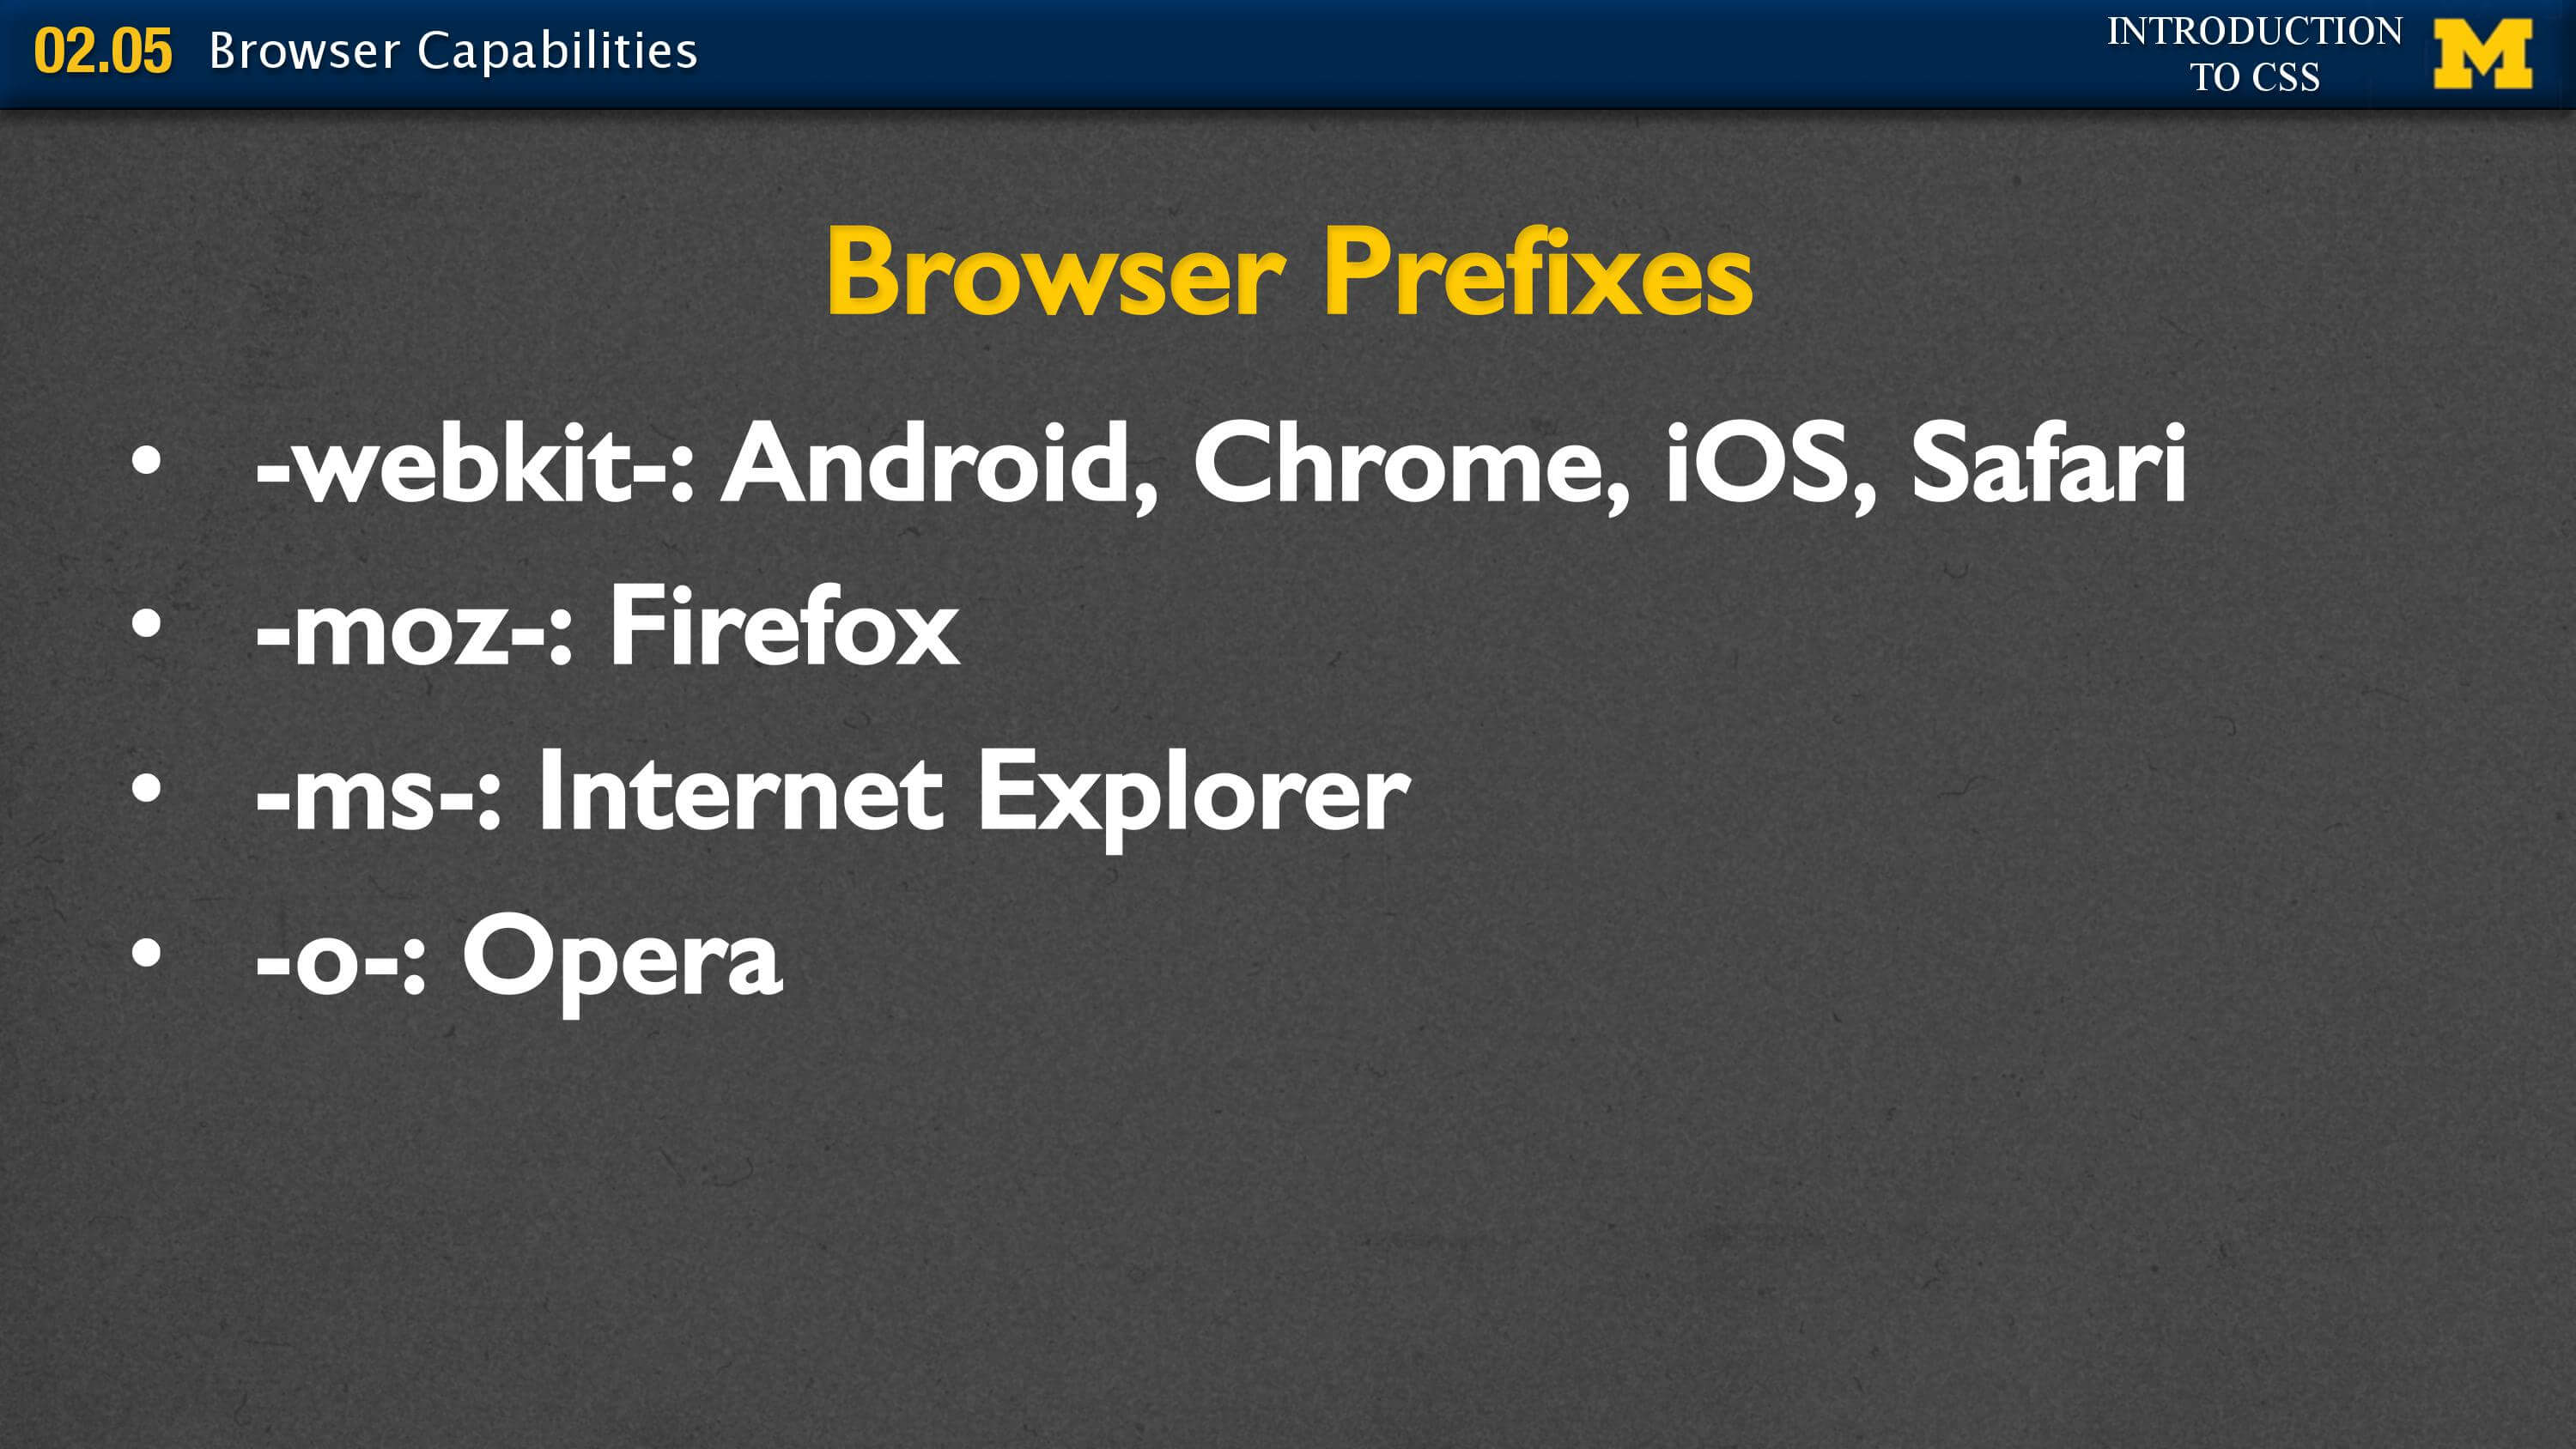 02.05 Browser Capabilities
INTRODUCTION
TO CSS
M
Browser Prefixes
• -webkit-: Android, Chrome, iOS, Safari
• -moz-: Firefox
• -ms-: Internet Explorer
• -o-: Opera